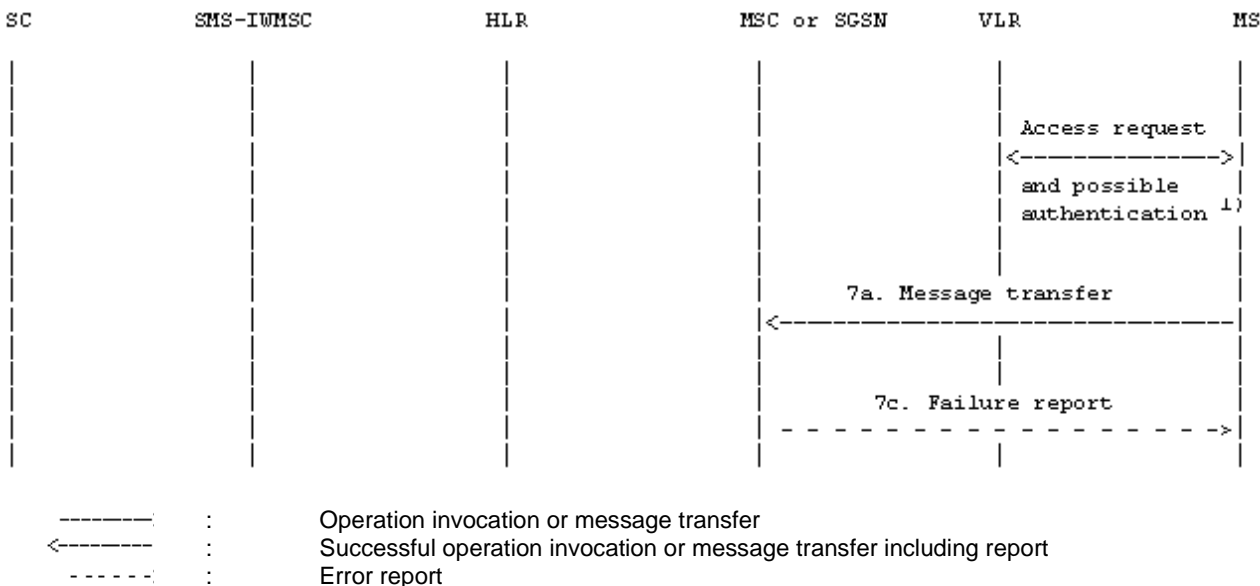 SC SMS-IWMSC HLR MSC or SGSN VLR MS
Access request
and possible
authentication 1)
7a. Message transfer
7c. Failure report
: Operation invocation or message transfer
: Successful operation invocation or message transfer including report
: Error report